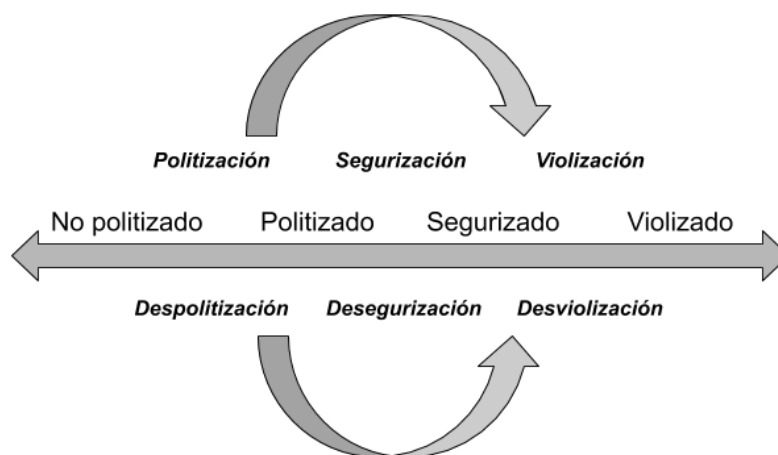 Politización Segurización Violización
No politizado Politizado Segurizado Violizado
Despolitización Desegurización Desviolización